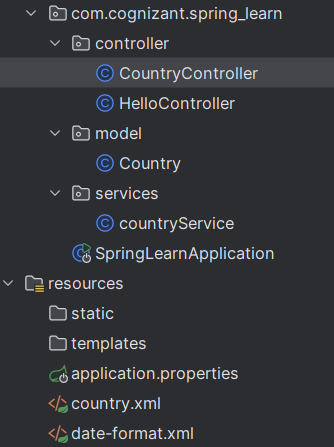 com.cognizant.spring_learn
controller
CountryController
HelloController
model
Country
services
countryService
SpringLearnApplication
resources
static
templates
application.properties
country.xml
date-format.xml